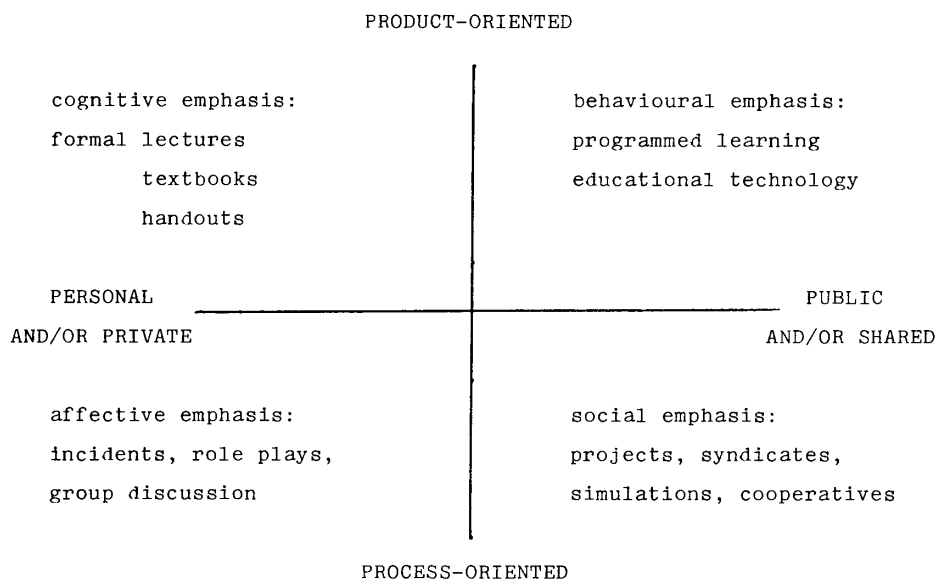 PRODUCT-ORIENTED
cognitive emphasis:
formal lectures
textbooks
handouts
behavioural emphasis:
programmed learning
educational technology
PERSONAL
AND/OR PRIVATE
PUBLIC
AND/OR SHARED
affective emphasis:
incidents, role plays,
group discussion
social emphasis:
projects, syndicates,
simulations, cooperatives
PROCESS-ORIENTED